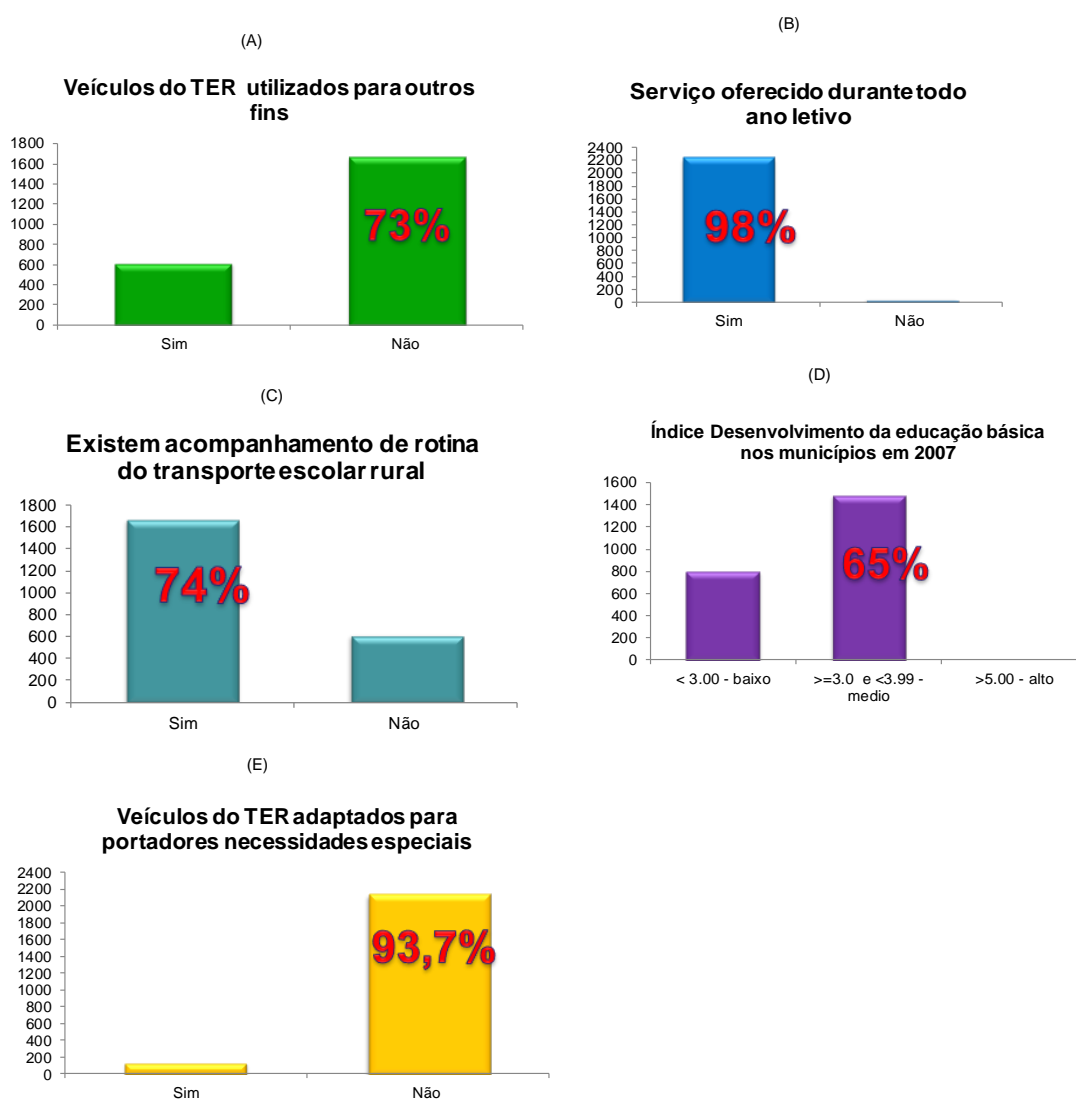 (A)
Veículos do TER utilizados para outros
fins
1800
1600
1400
1200
1000
800
600
400
200
0
73%
Sim
Não
(B)
Serviço oferecido durante todo
ano letivo
2400
2200
2000
1800
1600
1400
1200
1000
800
600
400
200
0
98%
Sim
Não
(C)
Existem acompanhamento de rotina
do transporte escolar rural
1800
1600
1400
1200
1000
800
600
400
200
0
74%
Sim
Não
(D)
Índice Desenvolvimento da educação básica
nos municípios em 2007
1600
1400
1200
1000
800
600
400
200
0
65%
< 3.00 - baixo
>=3.0 e <3.99 -
medio
>5.00 - alto
(E)
Veículos do TER adaptados para
portadores necessidades especiais
2400
2200
2000
1800
1600
1400
1200
1000
800
600
400
200
0
93,7%
Sim
Não